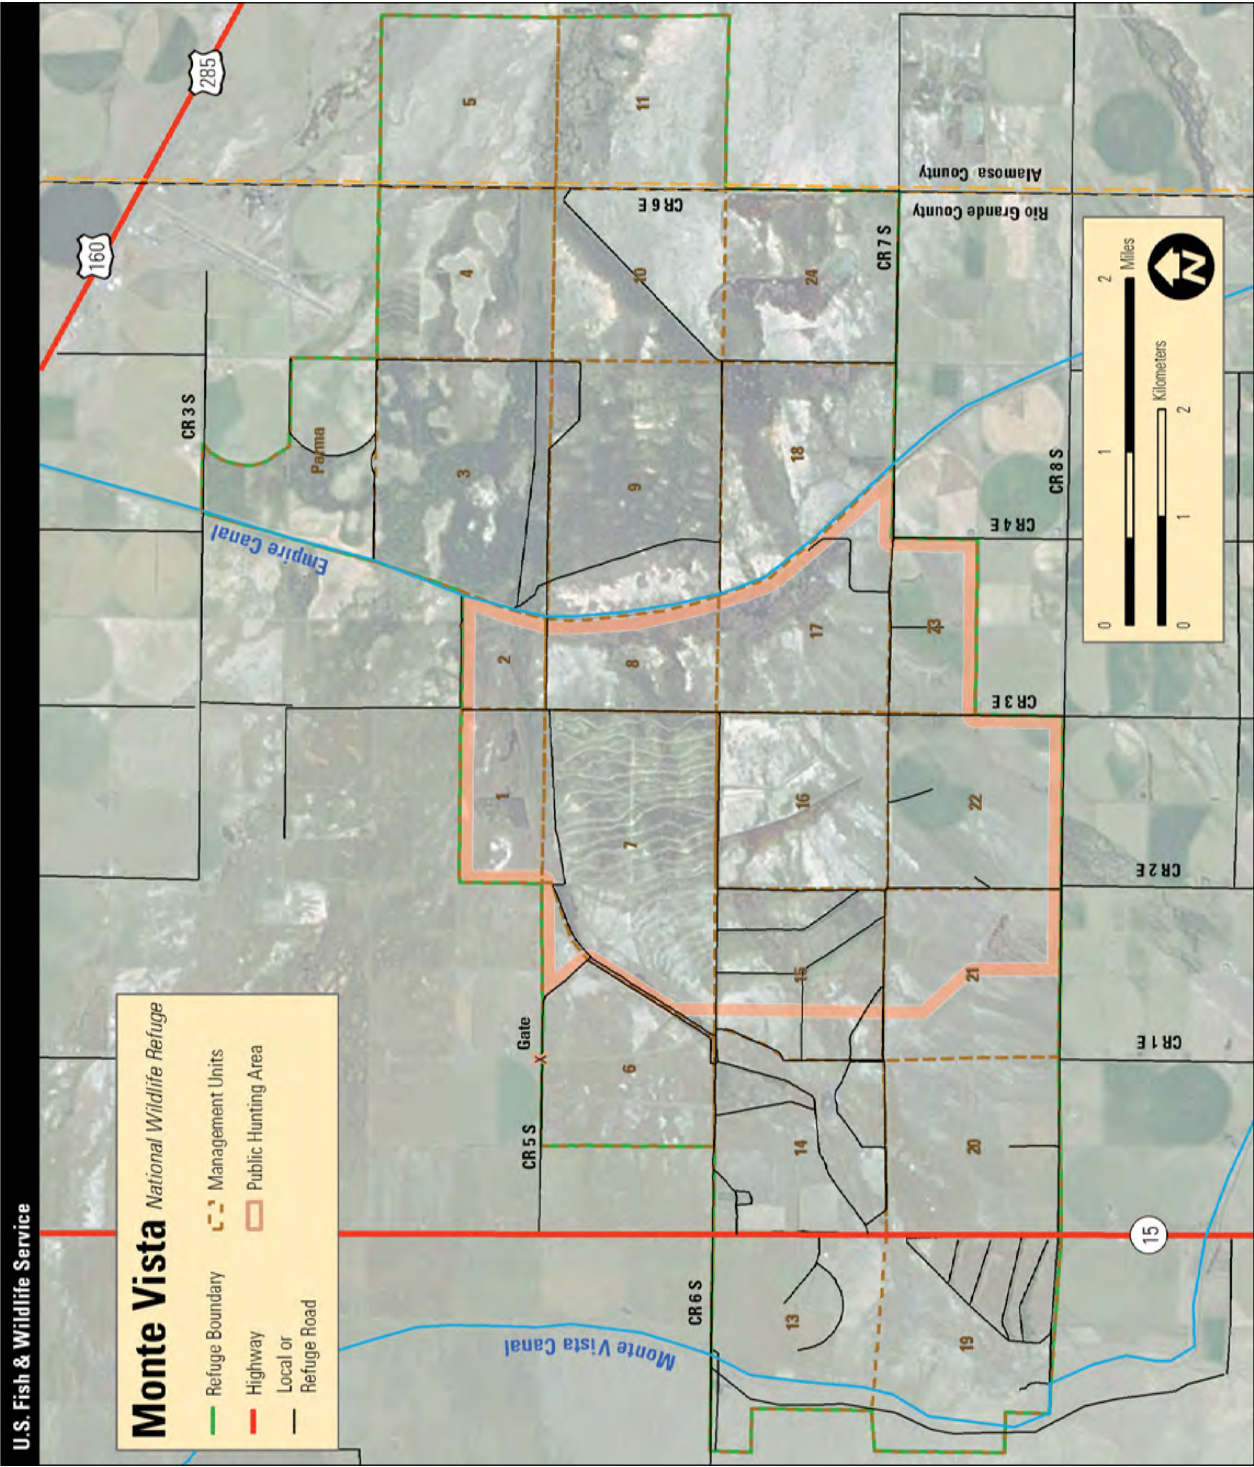 U.S. Fish & Wildlife Service
Monte Vista National Wildlife Refuge
Refuge Boundary
Highway
Local or
Refuge Road
Management Units
Public Hunting Area
285
160
CR 3 S
Parma
Empire Canal
5
11
4
10
24
CR 6 E
CR 7 S
Alamosa County
Rio Grande County
3
9
18
2
8
17
23
CR 4 E
CR 8 S
CR 3 E
1
7
16
22
CR 2 E
15
21
CR 1 E
Gate
X
CR 5 S
6
14
20
15
CR 6 S
13
19
Monte Vista Canal
0 1 2 Miles
0 1 2 Kilometers
N